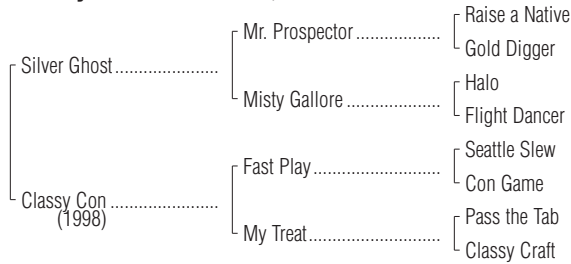 Raise a Native
Mr. Prospector ..................
Gold Digger
Silver Ghost......................
Halo
Misty Gallore ....................
Flight Dancer
Seattle Slew
Fast Play...........................
Con Game
Classy Con .......................
(1998)
Pass the Tab
My Treat............................
Classy Craft